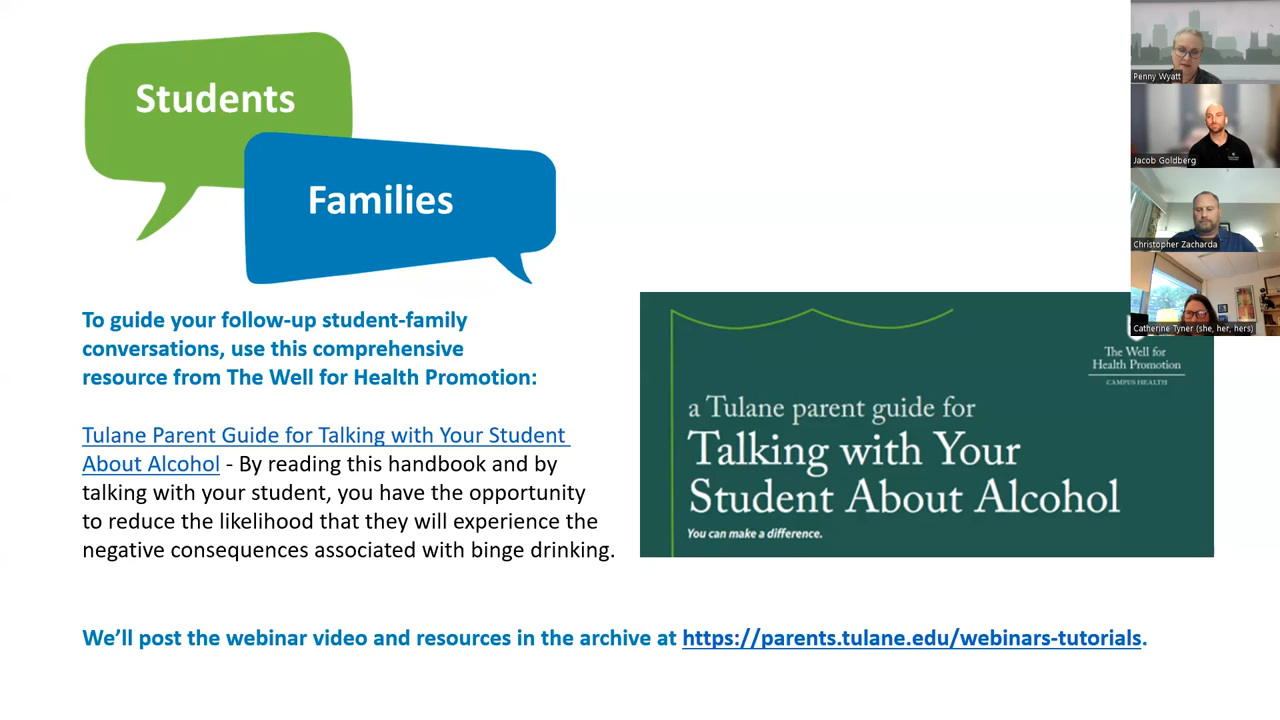 Students
Families
To guide your follow-up student-family
conversations, use this comprehensive
resource from The Well for Health Promotion:
Tulane Parent Guide for Talking with Your Student
About Alcohol - By reading this handbook and by
talking with your student, you have the opportunity
to reduce the likelihood that they will experience the
negative consequences associated with binge drinking.
The Well for
Health Promotion
CAMPUS HEALTH
a Tulane parent guide for
Talking with Your
Student About Alcohol
You can make a difference.
We'll post the webinar video and resources in the archive at https://parents.tulane.edu/webinars-tutorials.
Penny Wyatt
Jacob Goldberg
Christopher Zacharda
Catherine Tyner (she, her, hers)